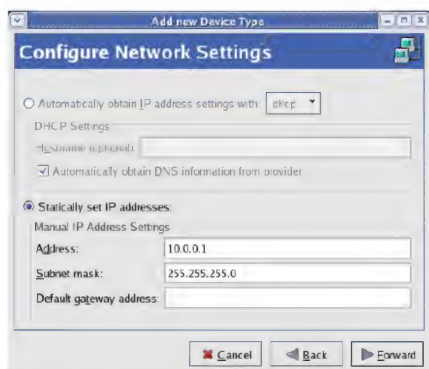 Add new Device Type
Configure Network Settings
Automatically obtain IP address settings with: dhcp
DHCP Settings
Hostname (optional):
Automatically obtain DNS information from provider
Statically set IP addresses:
Manual IP Address Settings
Address: 10.0.0.1
Subnet mask: 255.255.255.0
Default gateway address:
Cancel Back Forward